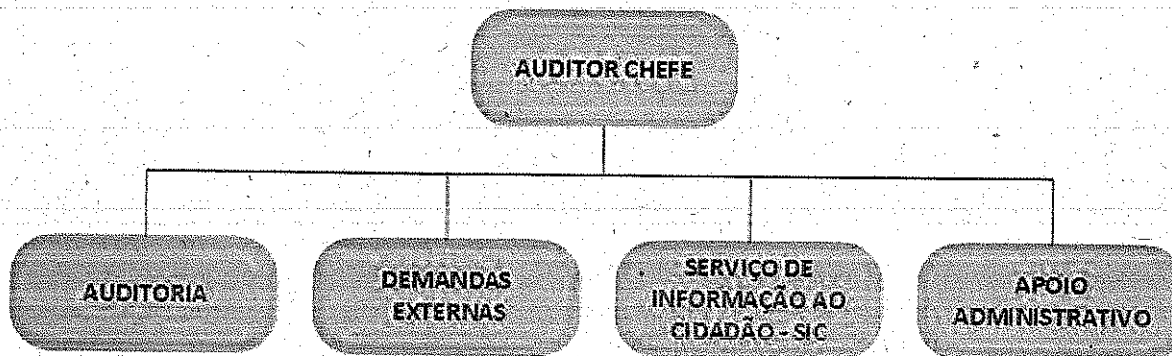 AUDITOR CHEFE
AUDITORIA
DEMANDAS
EXTERNAS
SERVIÇO DE
INFORMAÇÃO AO
CIDADÃO - SIC
APOIO
ADMINISTRATIVO